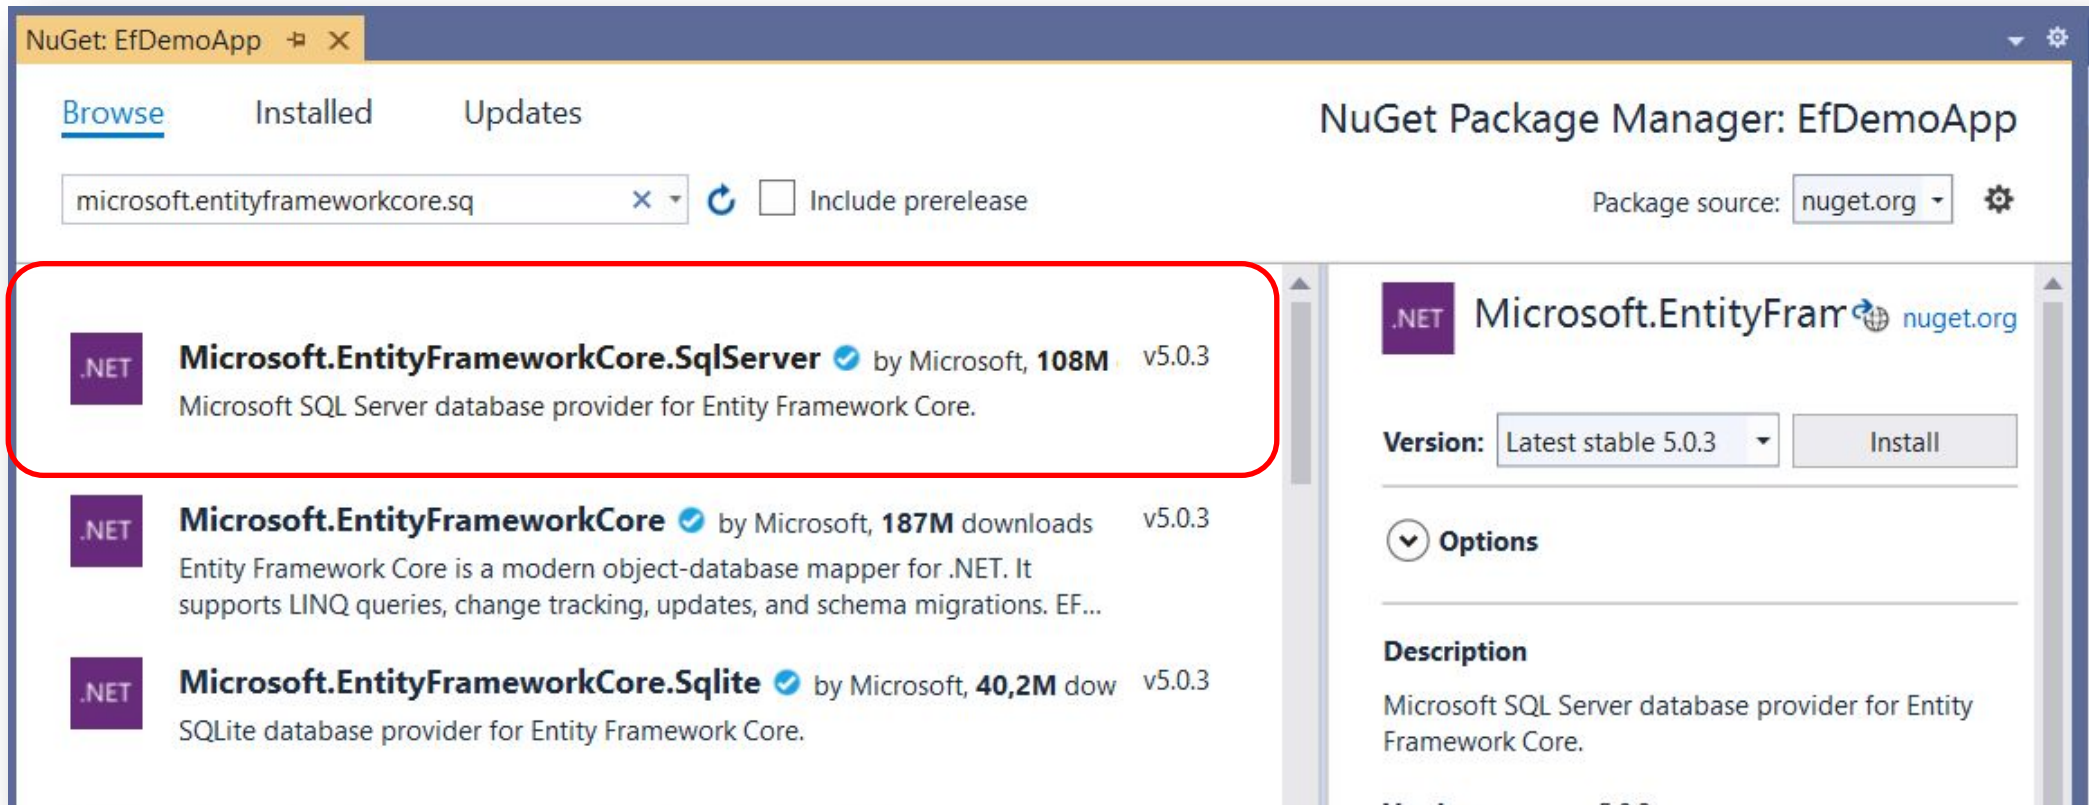 NuGet: EfDemoApp
Browse Installed Updates
NuGet Package Manager: EfDemoApp
microsoft.entityframeworkcore.sq
Include prerelease
Package source: nuget.org
.NET
Microsoft.EntityFrameworkCore.SqlServer by Microsoft, 108M v5.0.3
Microsoft SQL Server database provider for Entity Framework Core.
.NET
Microsoft.EntityFrameworkCore by Microsoft, 187M downloads v5.0.3
Entity Framework Core is a modern object-database mapper for .NET. It
supports LINQ queries, change tracking, updates, and schema migrations. EF...
.NET
Microsoft.EntityFrameworkCore.Sqlite by Microsoft, 40,2M dow v5.0.3
SQLite database provider for Entity Framework Core.
.NET
Microsoft.EntityFram nuget.org
Version: Latest stable 5.0.3 Install
Options
Description
Microsoft SQL Server database provider for Entity
Framework Core.